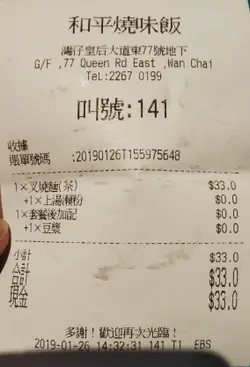 和平燒味飯
灣仔皇后大道東77號地下
G/F ,77 Queen Rd East ,Wan Chai
TeL:2267 0199
叫號:141
收據
賬單號碼 :20190126T155975648
1×叉燒麵(茶) $33.0
+1×上湯賴粉 $0.0
1×套餐後加記 $0.0
+1×豆漿 $0.0
小計 $33.0
合計 $33.0
現金 $33.0
多謝!歡迎再次光臨!
2019-01-26 14:32:31 141 T1 EBS